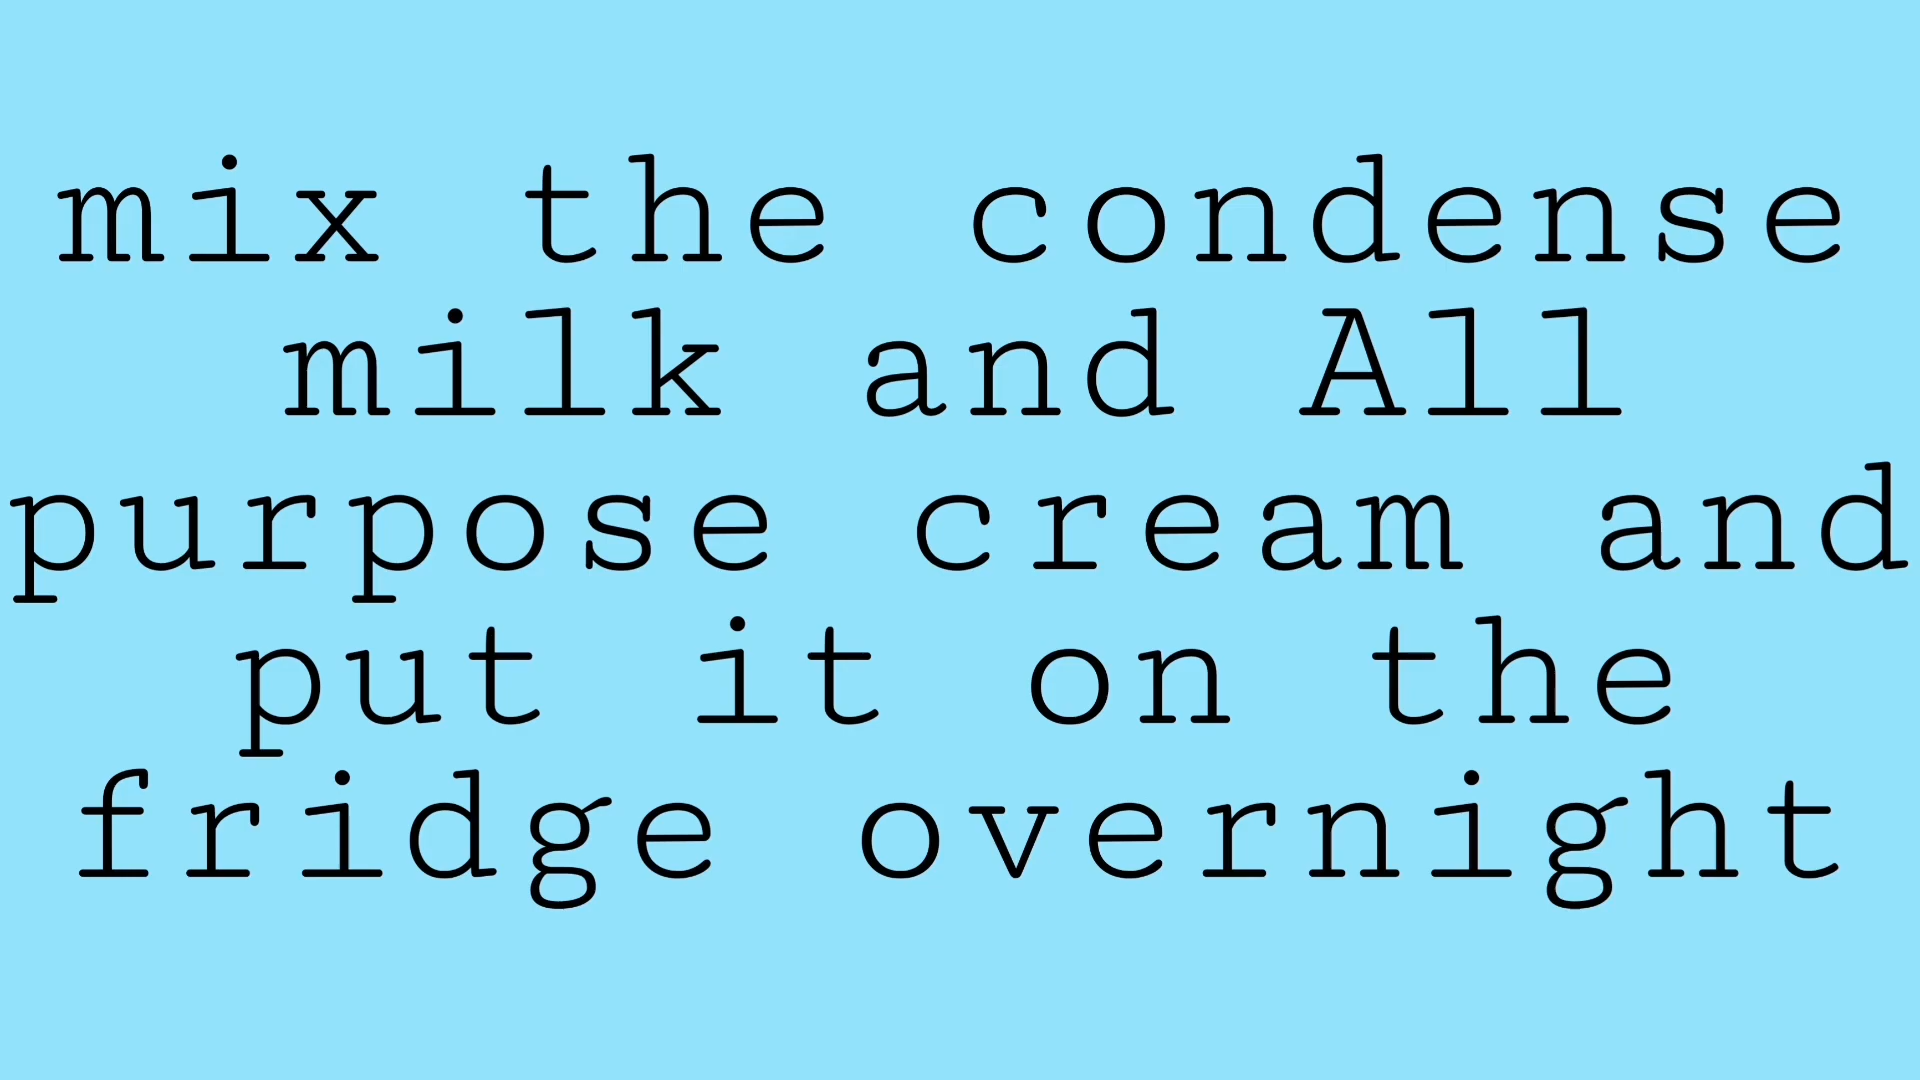 mix the condense
milk and All
purpose cream and
put it on the
fridge overnight